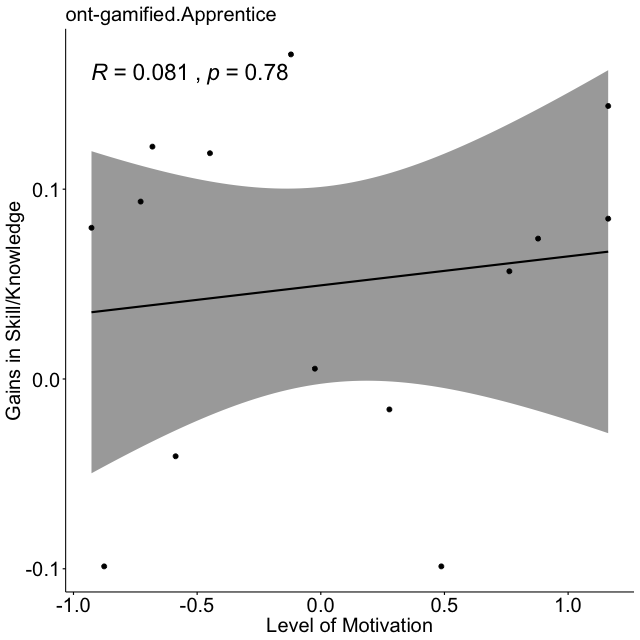 ont-gamified.Apprentice
R = 0.081 , p = 0.78
Gains in Skill/Knowledge
0.1
0.0
-0.1
-1.0 -0.5 0.0 0.5 1.0
Level of Motivation